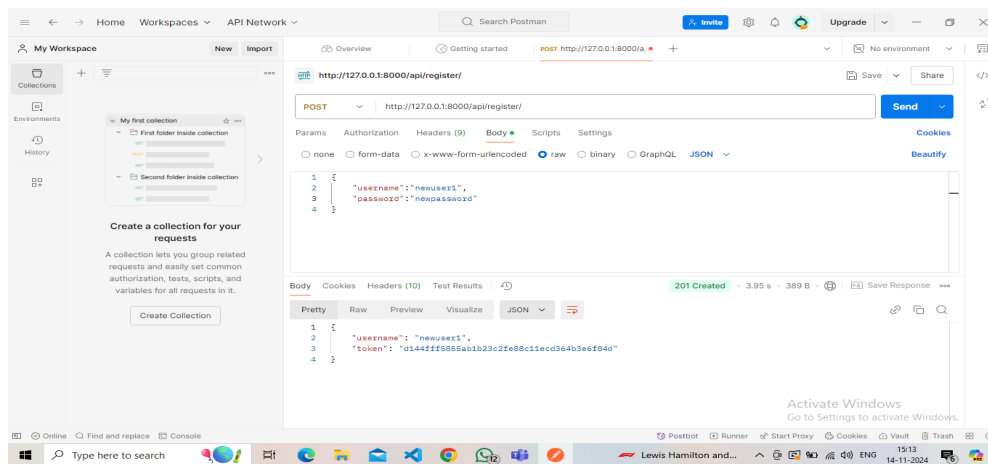 Home Workspaces API Network Search Postman Invite Upgrade
My Workspace New Import Overview Getting started POST http://127.0.0.1:8000/a No environment
Collections
Environments
History
My first collection
First folder inside collection
GET
GET
Second folder inside collection
GET
GET
Create a collection for your
requests
A collection lets you group related
requests and easily set common
authorization, tests, scripts, and
variables for all requests in it.
Create Collection
HTTP http://127.0.0.1:8000/api/register/ Save Share
POST http://127.0.0.1:8000/api/register/ Send
Params Authorization Headers (9) Body Scripts Settings Cookies
none form-data x-www-form-urlencoded raw binary GraphQL JSON Beautify
1 {
2 "username":"newuser1",
3 "password":"newpassword"
4 }
Body Cookies Headers (10) Test Results 201 Created 3.95 s 389 B Save Response
Pretty Raw Preview Visualize JSON
1 {
2 "username": "newuser1",
3 "token": "d144fff5855ab1b23c2fe88c11ecd364b3e6f84d"
4 }
Activate Windows
Go to Settings to activate Windows.
Online Find and replace Console Postbot Runner Start Proxy Cookies Vault Trash
Type here to search 12 Lewis Hamilton and... ENG 15:13
14-11-2024 6